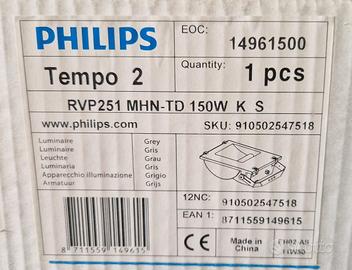 PHILIPS
EOC: 14961500
Tempo 2
Quantity: 1 pcs
RVP251 MHN-TD 150W K S
www.philips.com
SKU: 910502547518
Luminaire Grey
Luminaire Gris
Leuchte Grau
Luminaria Gris
Apparecchio illuminazione Grigio
Armatuur Grijs
12NC: 910502547518
EAN 1: 8711559149615
8 711559 149615
CE
Made in China
subito